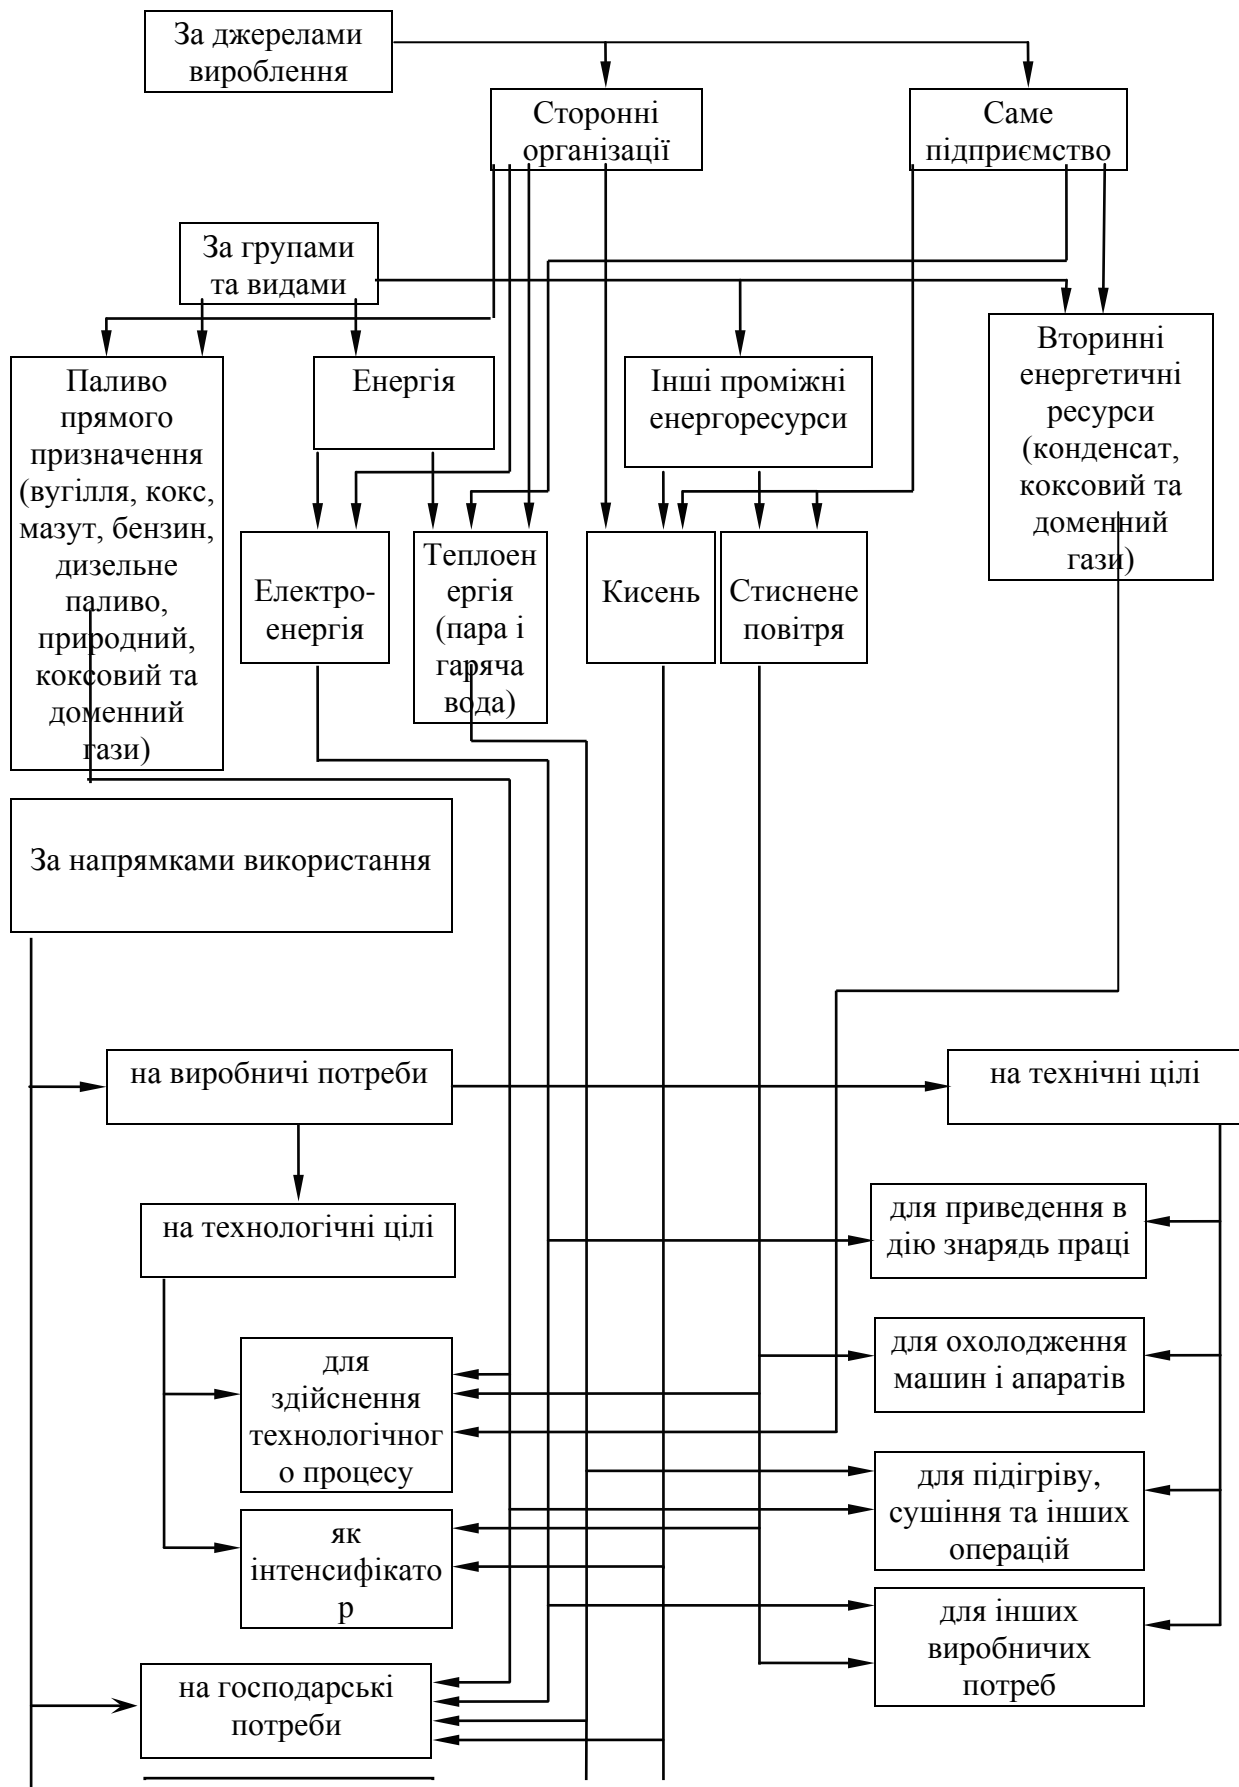 За джерелами
вироблення
Сторонні
організації
Саме
підприємство
За групами
та видами
Паливо
прямого
призначення
(вугілля, кокс,
мазут, бензин,
дизельне
паливо,
природний,
коксовий та
доменний
гази)
Енергія
Інші проміжні
енергоресурси
Вторинні
енергетичні
ресурси
(конденсат,
коксовий та
доменний
гази)
Електро-
енергія
Теплоен
ергія
(пара і
гаряча
вода)
Кисень
Стиснене
повітря
За напрямками використання
на виробничі потреби
на технічні цілі
на технологічні цілі
для приведення в
дію знарядь праці
для
здійснення
технологічног
о процесу
для охолодження
машин і апаратів
для підігріву,
сушіння та інших
операцій
як
інтенсифікато
р
для інших
виробничих
потреб
на господарські
потреби